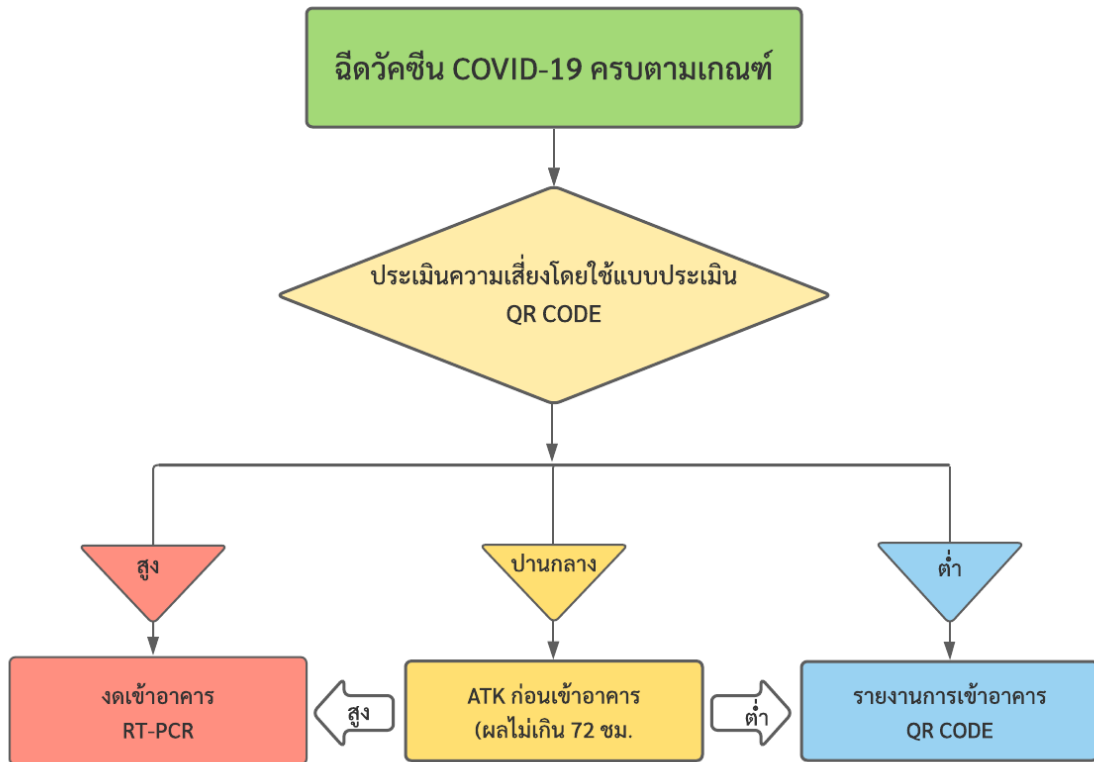 ฉีดวัคซีน COVID-19 ครบตามเกณฑ์
ประเมินความเสี่ยงโดยใช้แบบประเมิน
QR CODE
สูง
ปานกลาง
ต่ำ
งดเข้าอาคาร
RT-PCR
สูง
ATK ก่อนเข้าอาคาร
(ผลไม่เกิน 72 ชม.
ต่ำ
รายงานการเข้าอาคาร
QR CODE